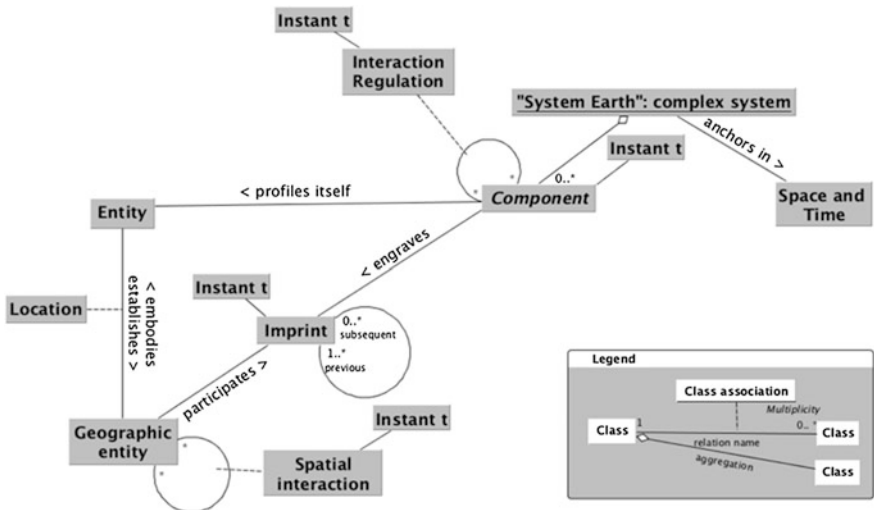 Instant t
Interaction
Regulation
"System Earth": complex system
anchors in >
Instant t
0..*
*
*
Component
Space and
Time
< profiles itself
Entity
< engraves
Instant t
Location
< embodies
establishes >
Imprint
0..*
subsequent
1..*
previous
participates >
Geographic
entity
*
*
Instant t
Spatial
interaction
Legend
Class association
Multiplicity
Class
1
0.. *
Class
relation name
aggregation
Class